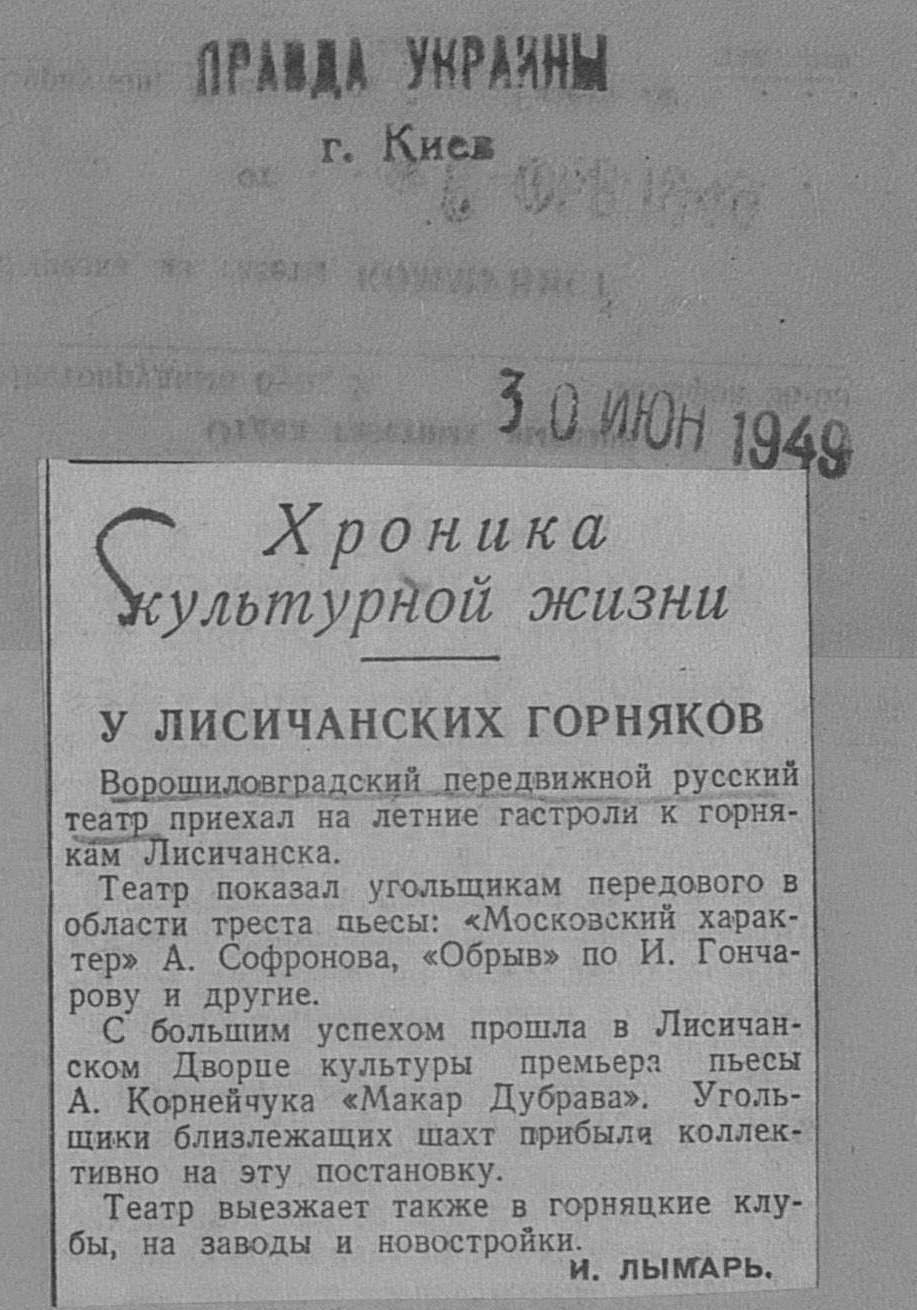 ПРАВДА УКРАИНЫ
г. Киев
30 ИЮН 1949
Хроника
культурной жизни
У ЛИСИЧАНСКИХ ГОРНЯКОВ
Ворошиловградский передвижной русский
театр приехал на летние гастроли к горня-
кам Лисичанска.
Театр показал угольщикам передового в
области треста пьесы: «Московский харак-
тер» А. Софронова, «Обрыв» по И. Гонча-
рову и другие.
С большим успехом прошла в Лисичан-
ском Дворце культуры премьера пьесы
А. Корнейчука «Макар Дубрава». Уголь-
щики близлежащих шахт прибыли коллек-
тивно на эту постановку.
Театр выезжает также в горняцкие клу-
бы, на заводы и новостройки.
И. ЛЫМАРЬ.